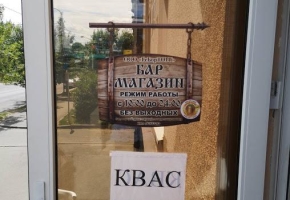 БАР
МАГАЗИН
РЕЖИМ РАБОТЫ
С 10:00 ДО 24:00
БЕЗ ВЫХОДНЫХ
КВАС